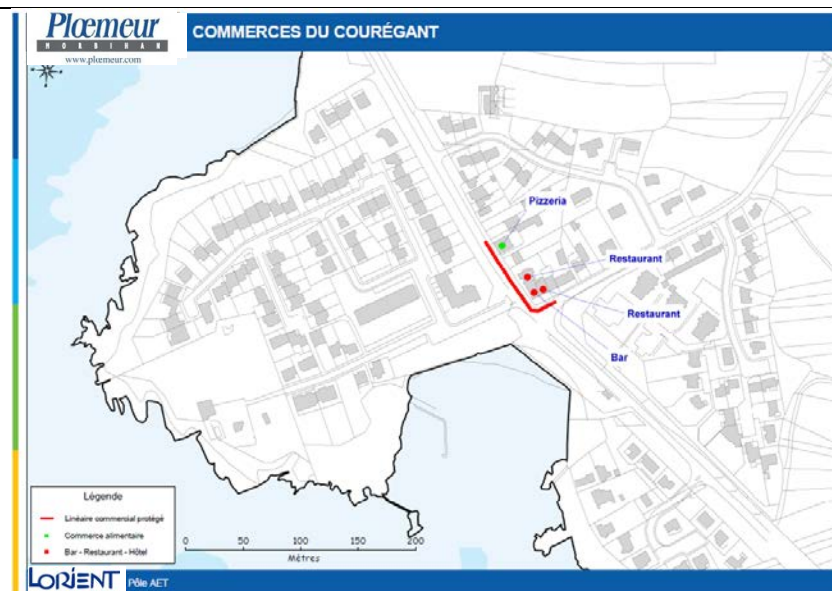 Plœmeur
MORBIHAN
www.plœmeur.com
COMMERCES DU COURÉGANT
Pizzeria
Restaurant
Restaurant
Bar
Légende
Linéaire commercial protégé
Commerce alimentaire
Bar - Restaurant - Hôtel
0 50 100 150 200
Mètres
LORIENT Pôle AET